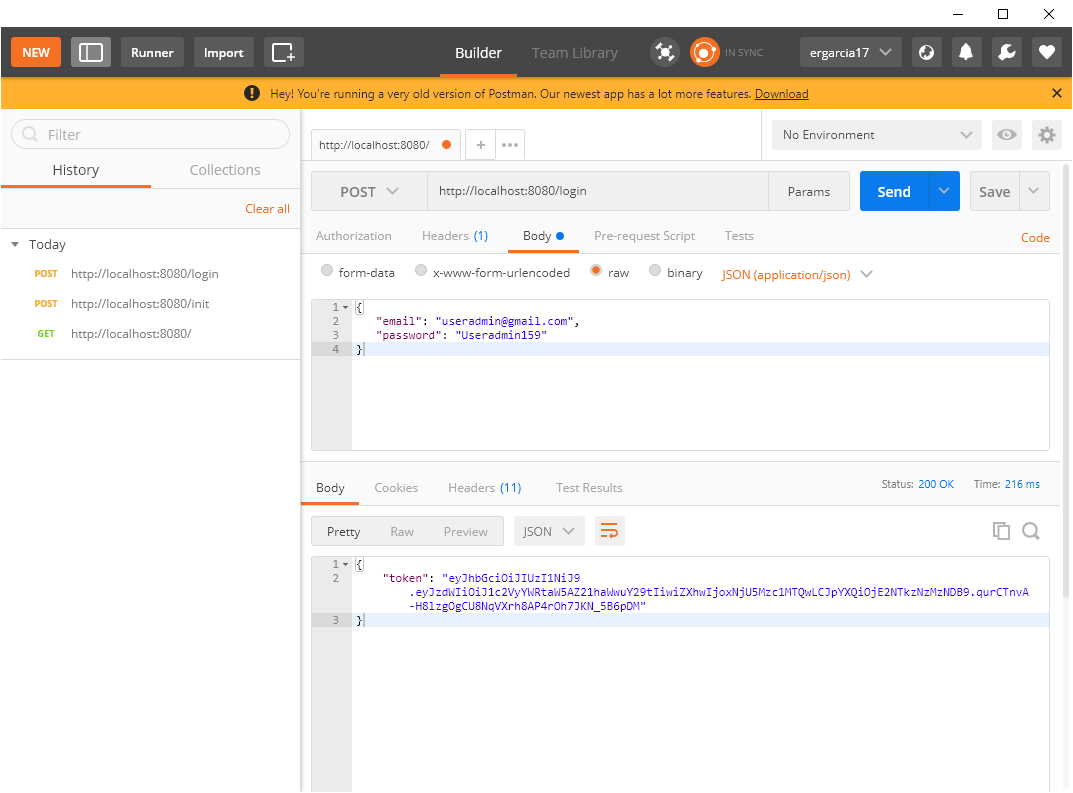 NEW Runner Import Builder Team Library IN SYNC ergarcia17
Hey! You're running a very old version of Postman. Our newest app has a lot more features. Download
Filter
History Collections
Clear all
Today
POST http://localhost:8080/login
POST http://localhost:8080/init
GET http://localhost:8080/
http://localhost:8080/ + ••• No Environment
POST http://localhost:8080/login Params Send Save
Authorization Headers (1) Body Pre-request Script Tests Code
form-data x-www-form-urlencoded raw binary JSON (application/json)
1 {
2 "email": "useradmin@gmail.com",
3 "password": "Useradmin159"
4 }
Body Cookies Headers (11) Test Results Status: 200 OK Time: 216 ms
Pretty Raw Preview JSON
1 {
2 "token": "eyJhbGciOiJIUzI1NiJ9
.eyJzdWIiOiJ1c2VyYWRtaW5AZ21haWwuY29tIiwiZXhwIjoxNjU5Mzc1MTQwLCJpYXQiOjE2NTkzNzMzNDB9.qurCTnvA
-H8lzgOgCU8NqVXrh8AP4rOh7JKN_5B6pDM"
3 }